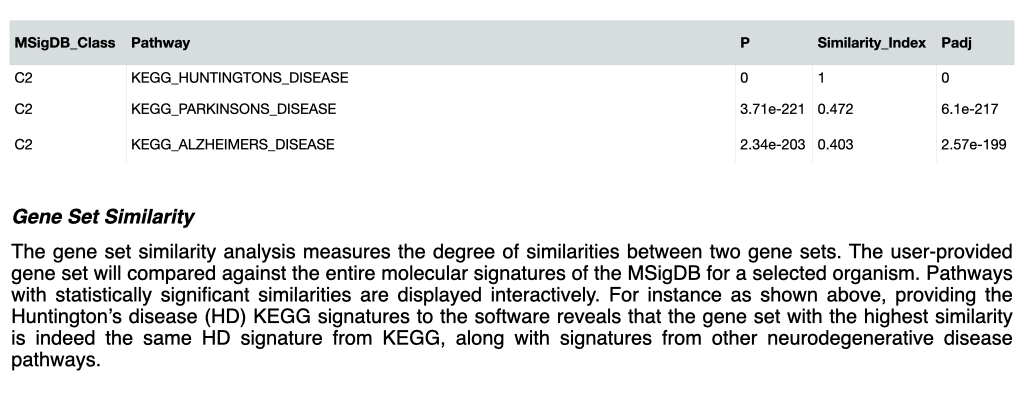 MSigDB_Class Pathway P Similarity_Index Padj
C2 KEGG_HUNTINGTONS_DISEASE 0 1 0
C2 KEGG_PARKINSONS_DISEASE 3.71e-221 0.472 6.1e-217
C2 KEGG_ALZHEIMERS_DISEASE 2.34e-203 0.403 2.57e-199
Gene Set Similarity
The gene set similarity analysis measures the degree of similarities between two gene sets. The user-provided
gene set will compared against the entire molecular signatures of the MSigDB for a selected organism. Pathways
with statistically significant similarities are displayed interactively. For instance as shown above, providing the
Huntington's disease (HD) KEGG signatures to the software reveals that the gene set with the highest similarity
is indeed the same HD signature from KEGG, along with signatures from other neurodegenerative disease
pathways.